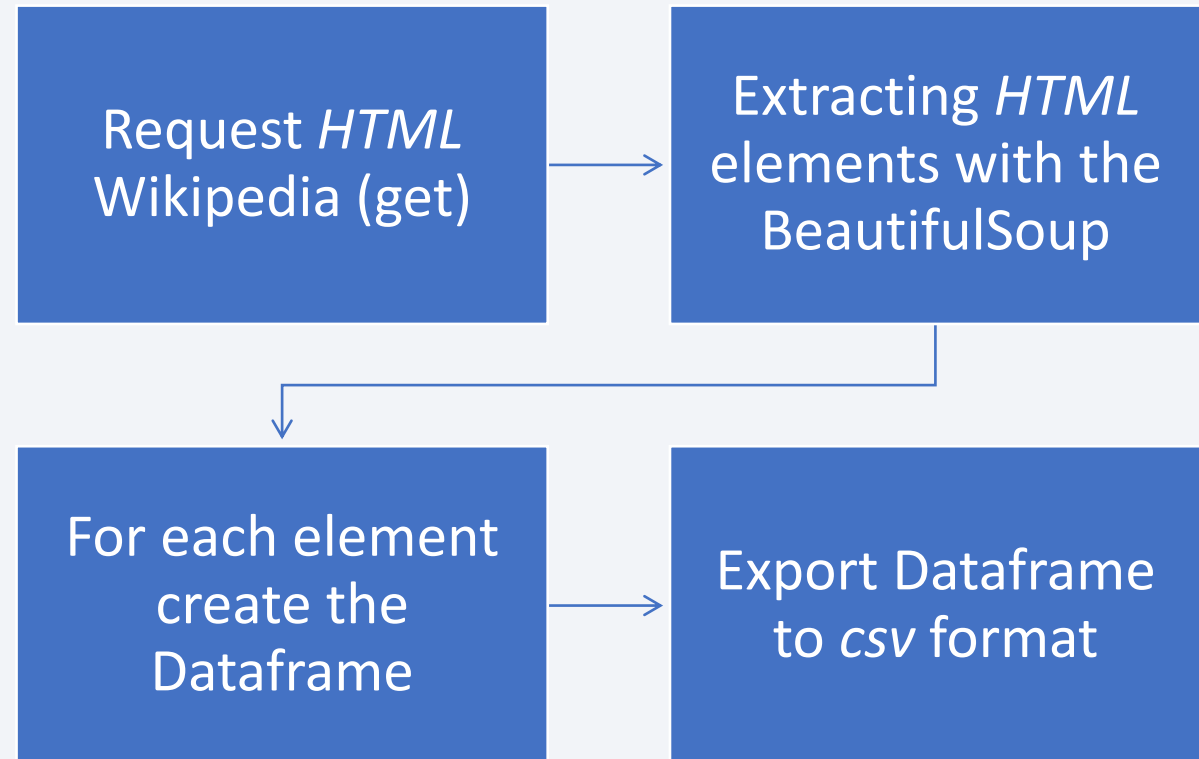 Request HTML
Wikipedia (get)
Extracting HTML
elements with the
BeautifulSoup
For each element
create the
Dataframe
Export Dataframe
to csv format